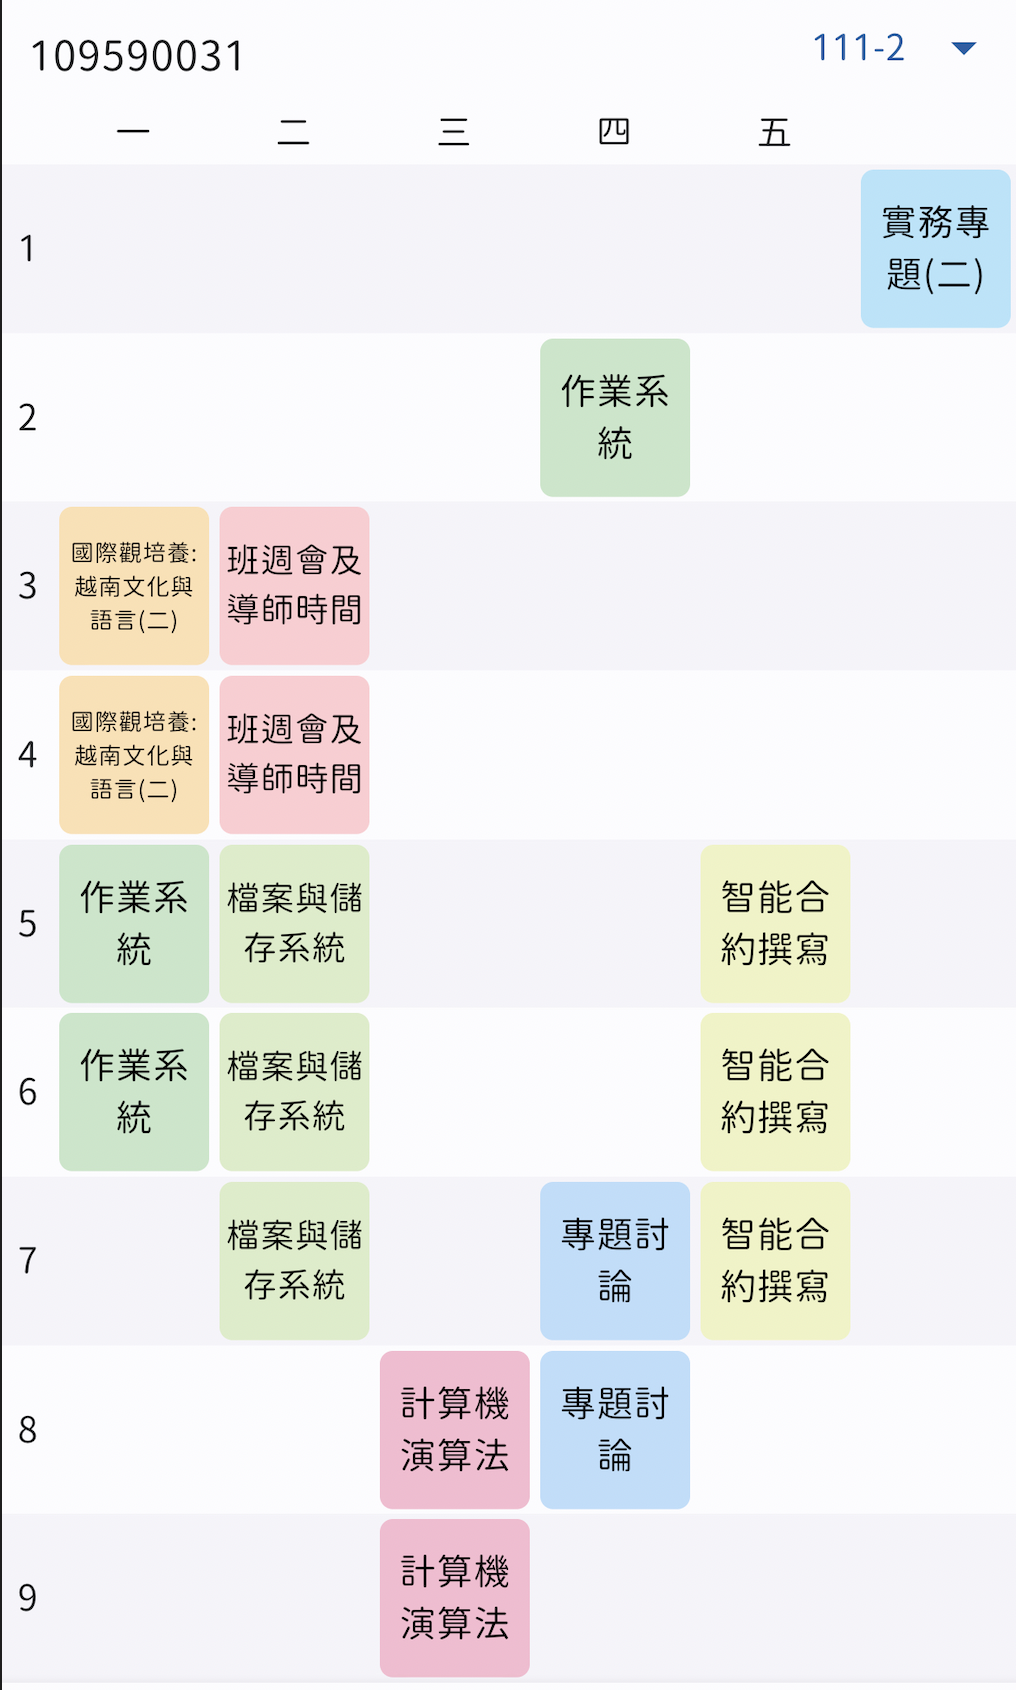 109590031
111-2
一 二 三 四 五
1
實務專
題(二)
2
作業系
統
3
國際觀培養:
越南文化與
語言(二)
班週會及
導師時間
4
國際觀培養:
越南文化與
語言(二)
班週會及
導師時間
5
作業系
統
檔案與儲
存系統
智能合
約撰寫
6
作業系
統
檔案與儲
存系統
智能合
約撰寫
7
檔案與儲
存系統
專題討
論
智能合
約撰寫
8
計算機
演算法
專題討
論
9
計算機
演算法